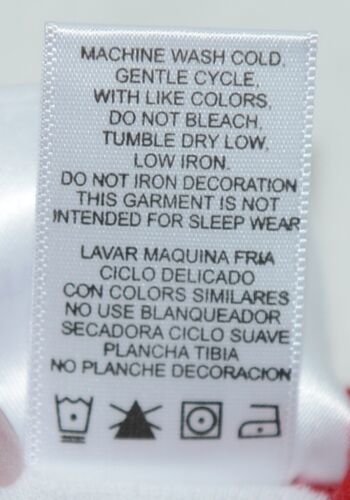 MACHINE WASH COLD,
GENTLE CYCLE,
WITH LIKE COLORS,
DO NOT BLEACH,
TUMBLE DRY LOW,
LOW IRON.
DO NOT IRON DECORATION
THIS GARMENT IS NOT
INTENDED FOR SLEEP WEAR
LAVAR MAQUINA FRIA
CICLO DELICADO
CON COLORS SIMILARES
NO USE BLANQUEADOR
SECADORA CICLO SUAVE
PLANCHA TIBIA
NO PLANCHE DECORACION